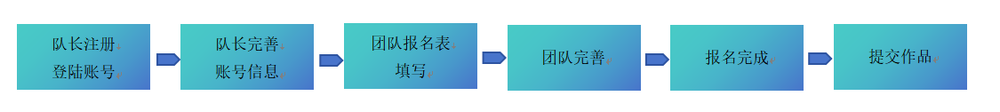 队长注册
登陆账号
队长完善
账号信息
团队报名表
填写
团队完善
报名完成
提交作品